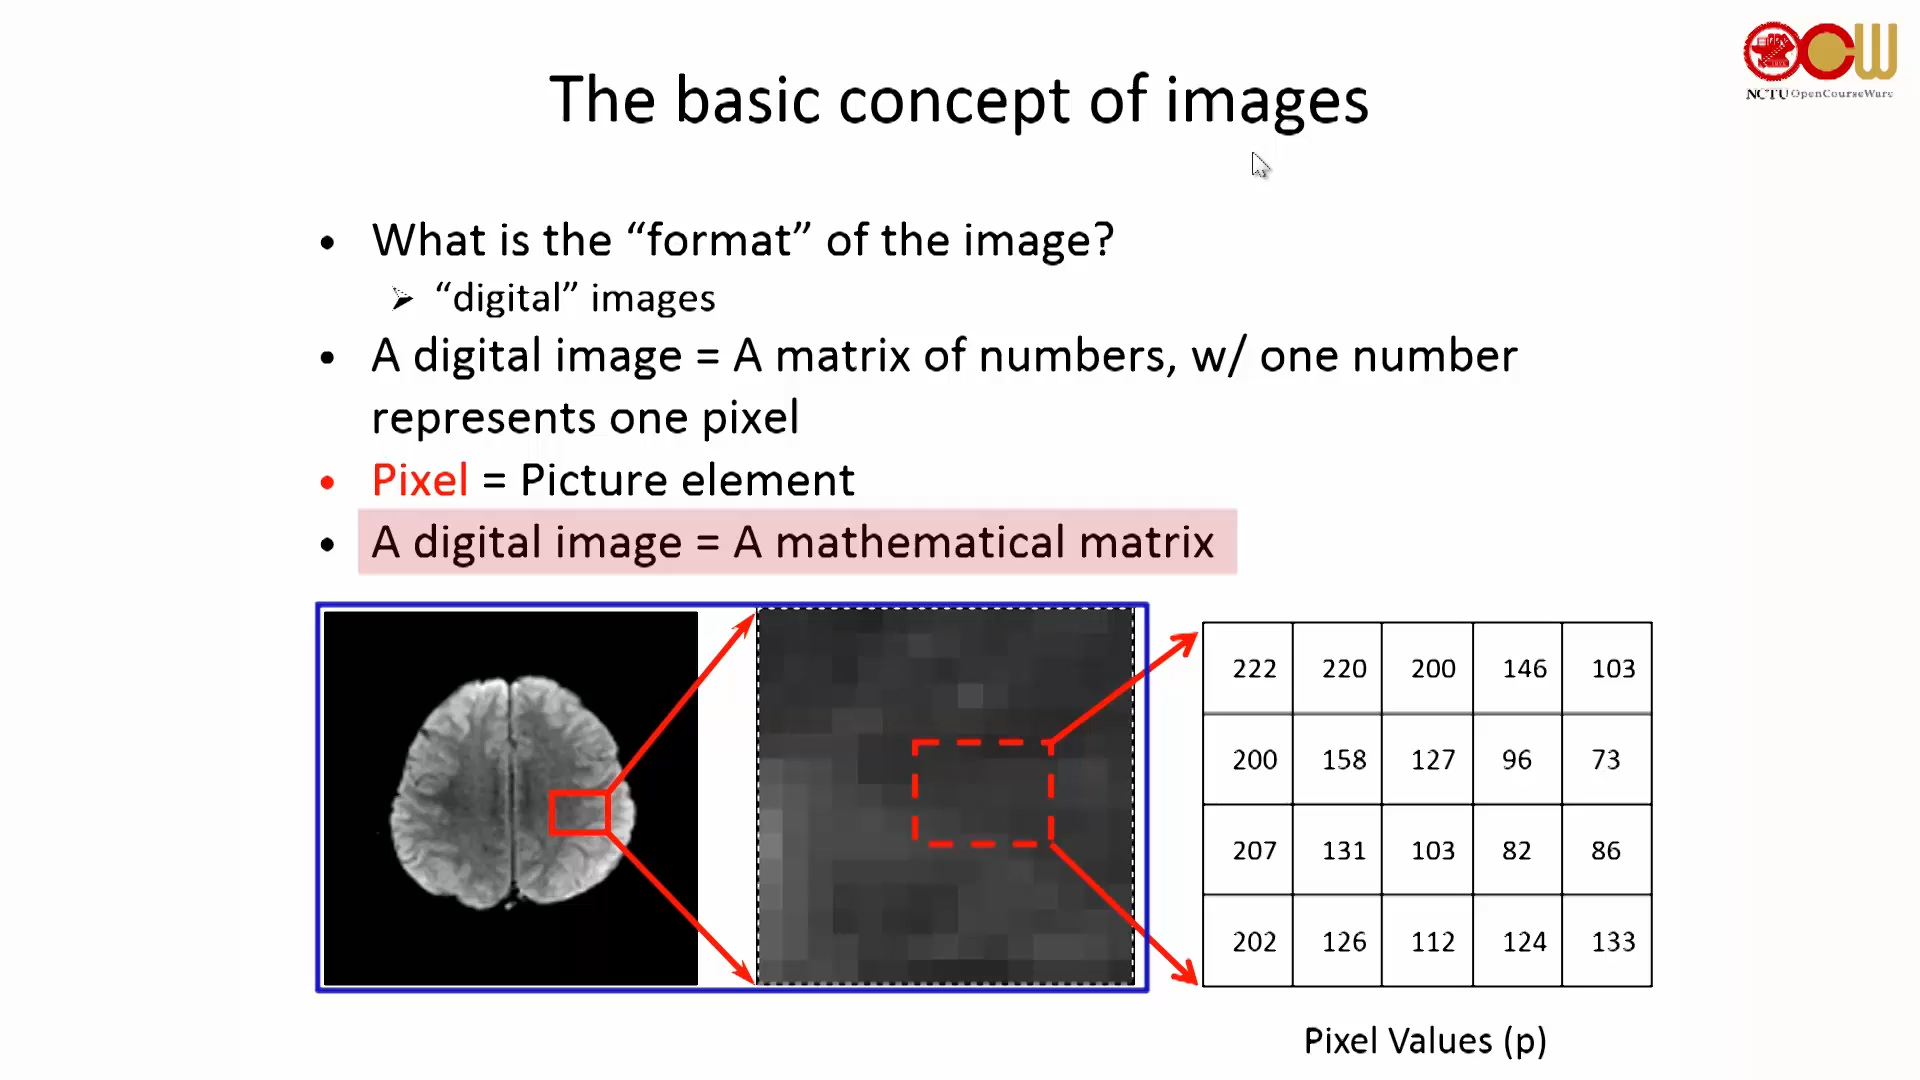 NCTU OpenCourseWare
The basic concept of images
• What is the “format” of the image?
➢ “digital” images
• A digital image = A matrix of numbers, w/ one number
represents one pixel
• Pixel = Picture element
• A digital image = A mathematical matrix
222 220 200 146 103
200 158 127 96 73
207 131 103 82 86
202 126 112 124 133
Pixel Values (p)